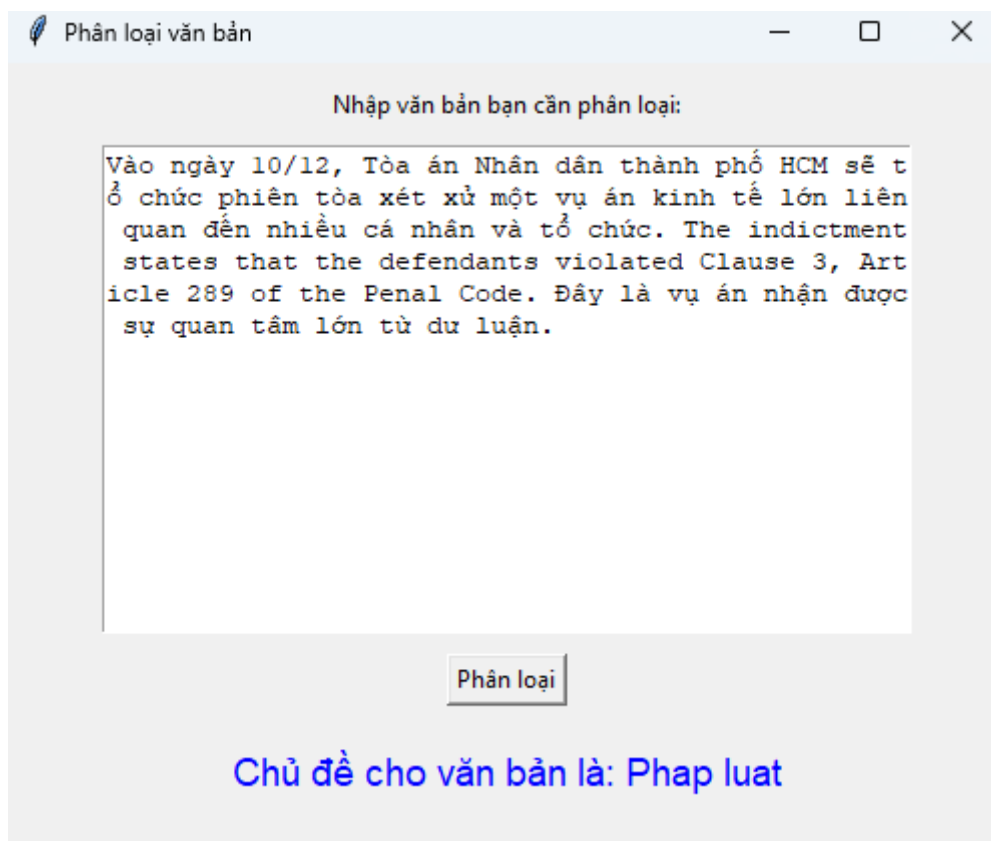 Phân loại văn bản
Nhập văn bản bạn cần phân loại:
Vào ngày 10/12, Tòa án Nhân dân thành phố HCM sẽ t
ổ chức phiên tòa xét xử một vụ án kinh tế lớn liên
quan đến nhiều cá nhân và tổ chức. The indictment
states that the defendants violated Clause 3, Art
icle 289 of the Penal Code. Đây là vụ án nhận được
sự quan tâm lớn từ dư luận.
Phân loại
Chủ đề cho văn bản là: Phap luat